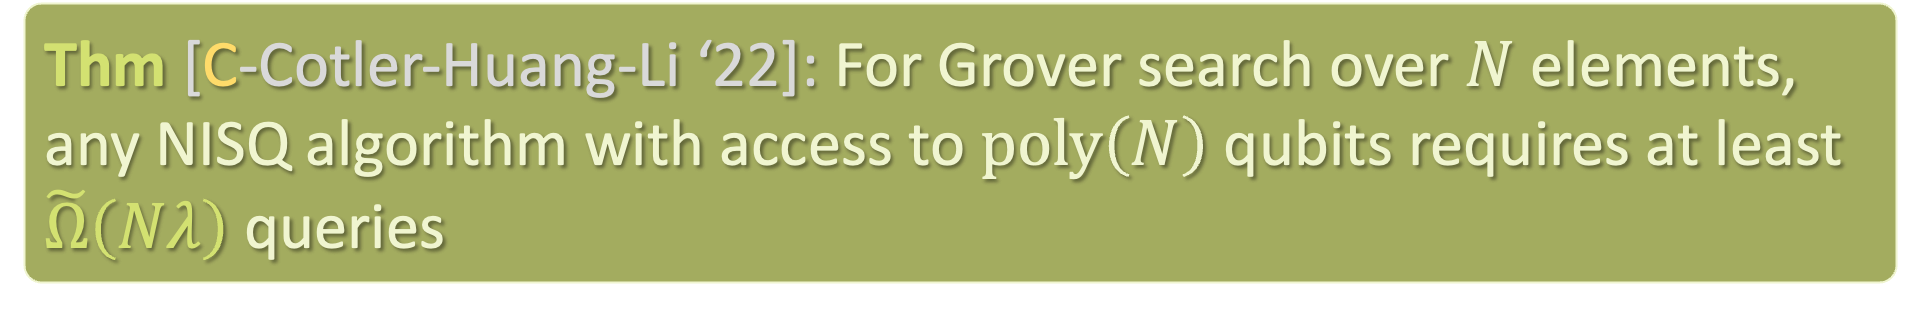 Thm [C-Cotler-Huang-Li ‘22]: For Grover search over 𝑁 elements,
any NISQ algorithm with access to poly(𝑁) qubits requires at least
Ω̃(𝑁𝜆) queries